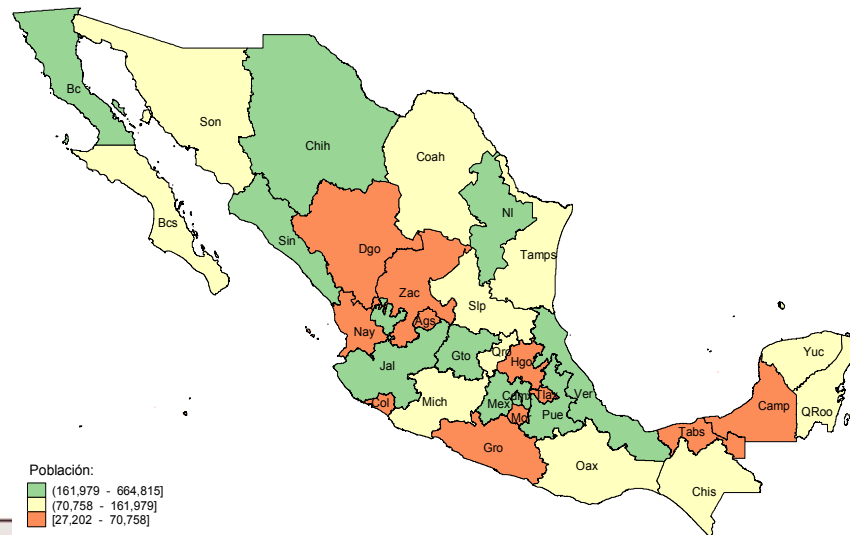 Bc
Son
Chih
Coah
Nl
Bcs
Sin
Dgo
Tamps
Zac
Slp
Nay
Ags
Jal
Gto
Qro
Hgo
Yuc
Col
Mich
Mex
Cdmx
Tlax
Ver
Mor
Pue
Camp
QRoo
Tabs
Gro
Oax
Chis
Población:
(161,979 - 664,815]
(70,758 - 161,979]
[27,202 - 70,758]